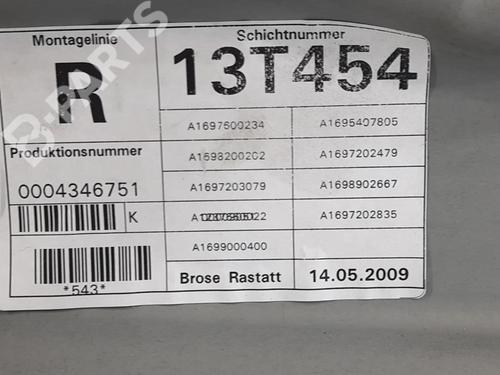 Montagelinie
Schichtnummer
R
13T454
A1697600234
A1695407805
Produktionsnummer
A1698200202
A1697202479
0004346751
A1697203079
A1698902667
K
A1697202835
A1699000400
*543*
Brose Rastatt
14.05.2009
B-PARTS